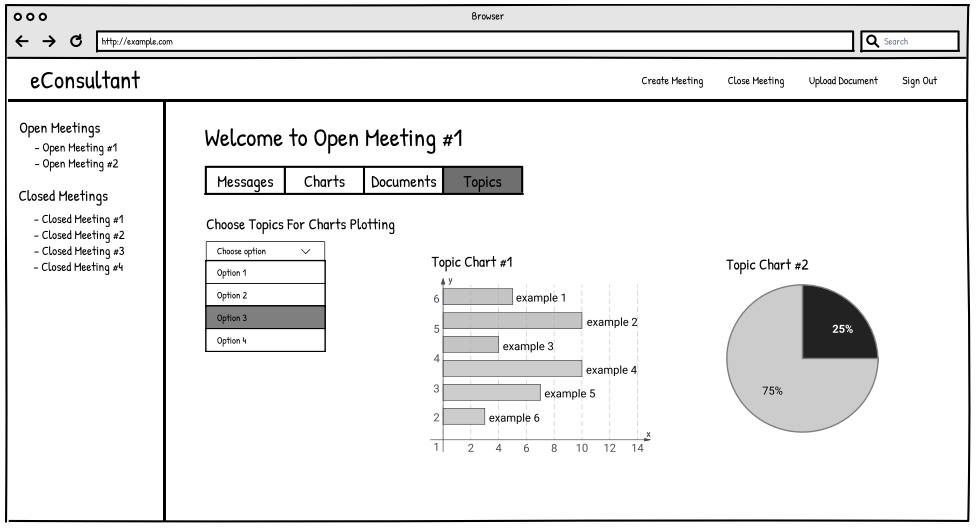 Browser
http://example.com
Search
eConsultant
Create Meeting
Close Meeting
Upload Document
Sign Out
Open Meetings
- Open Meeting #1
- Open Meeting #2
Closed Meetings
- Closed Meeting #1
- Closed Meeting #2
- Closed Meeting #3
- Closed Meeting #4
Welcome to Open Meeting #1
Messages
Charts
Documents
Topics
Choose Topics For Charts Plotting
Choose option
Option 1
Option 2
Option 3
Option 4
Topic Chart #1
y
6
example 1
5
example 2
example 3
4
example 4
3
example 5
2
example 6
x
1 2 4 6 8 10 12 14
Topic Chart #2
25%
75%